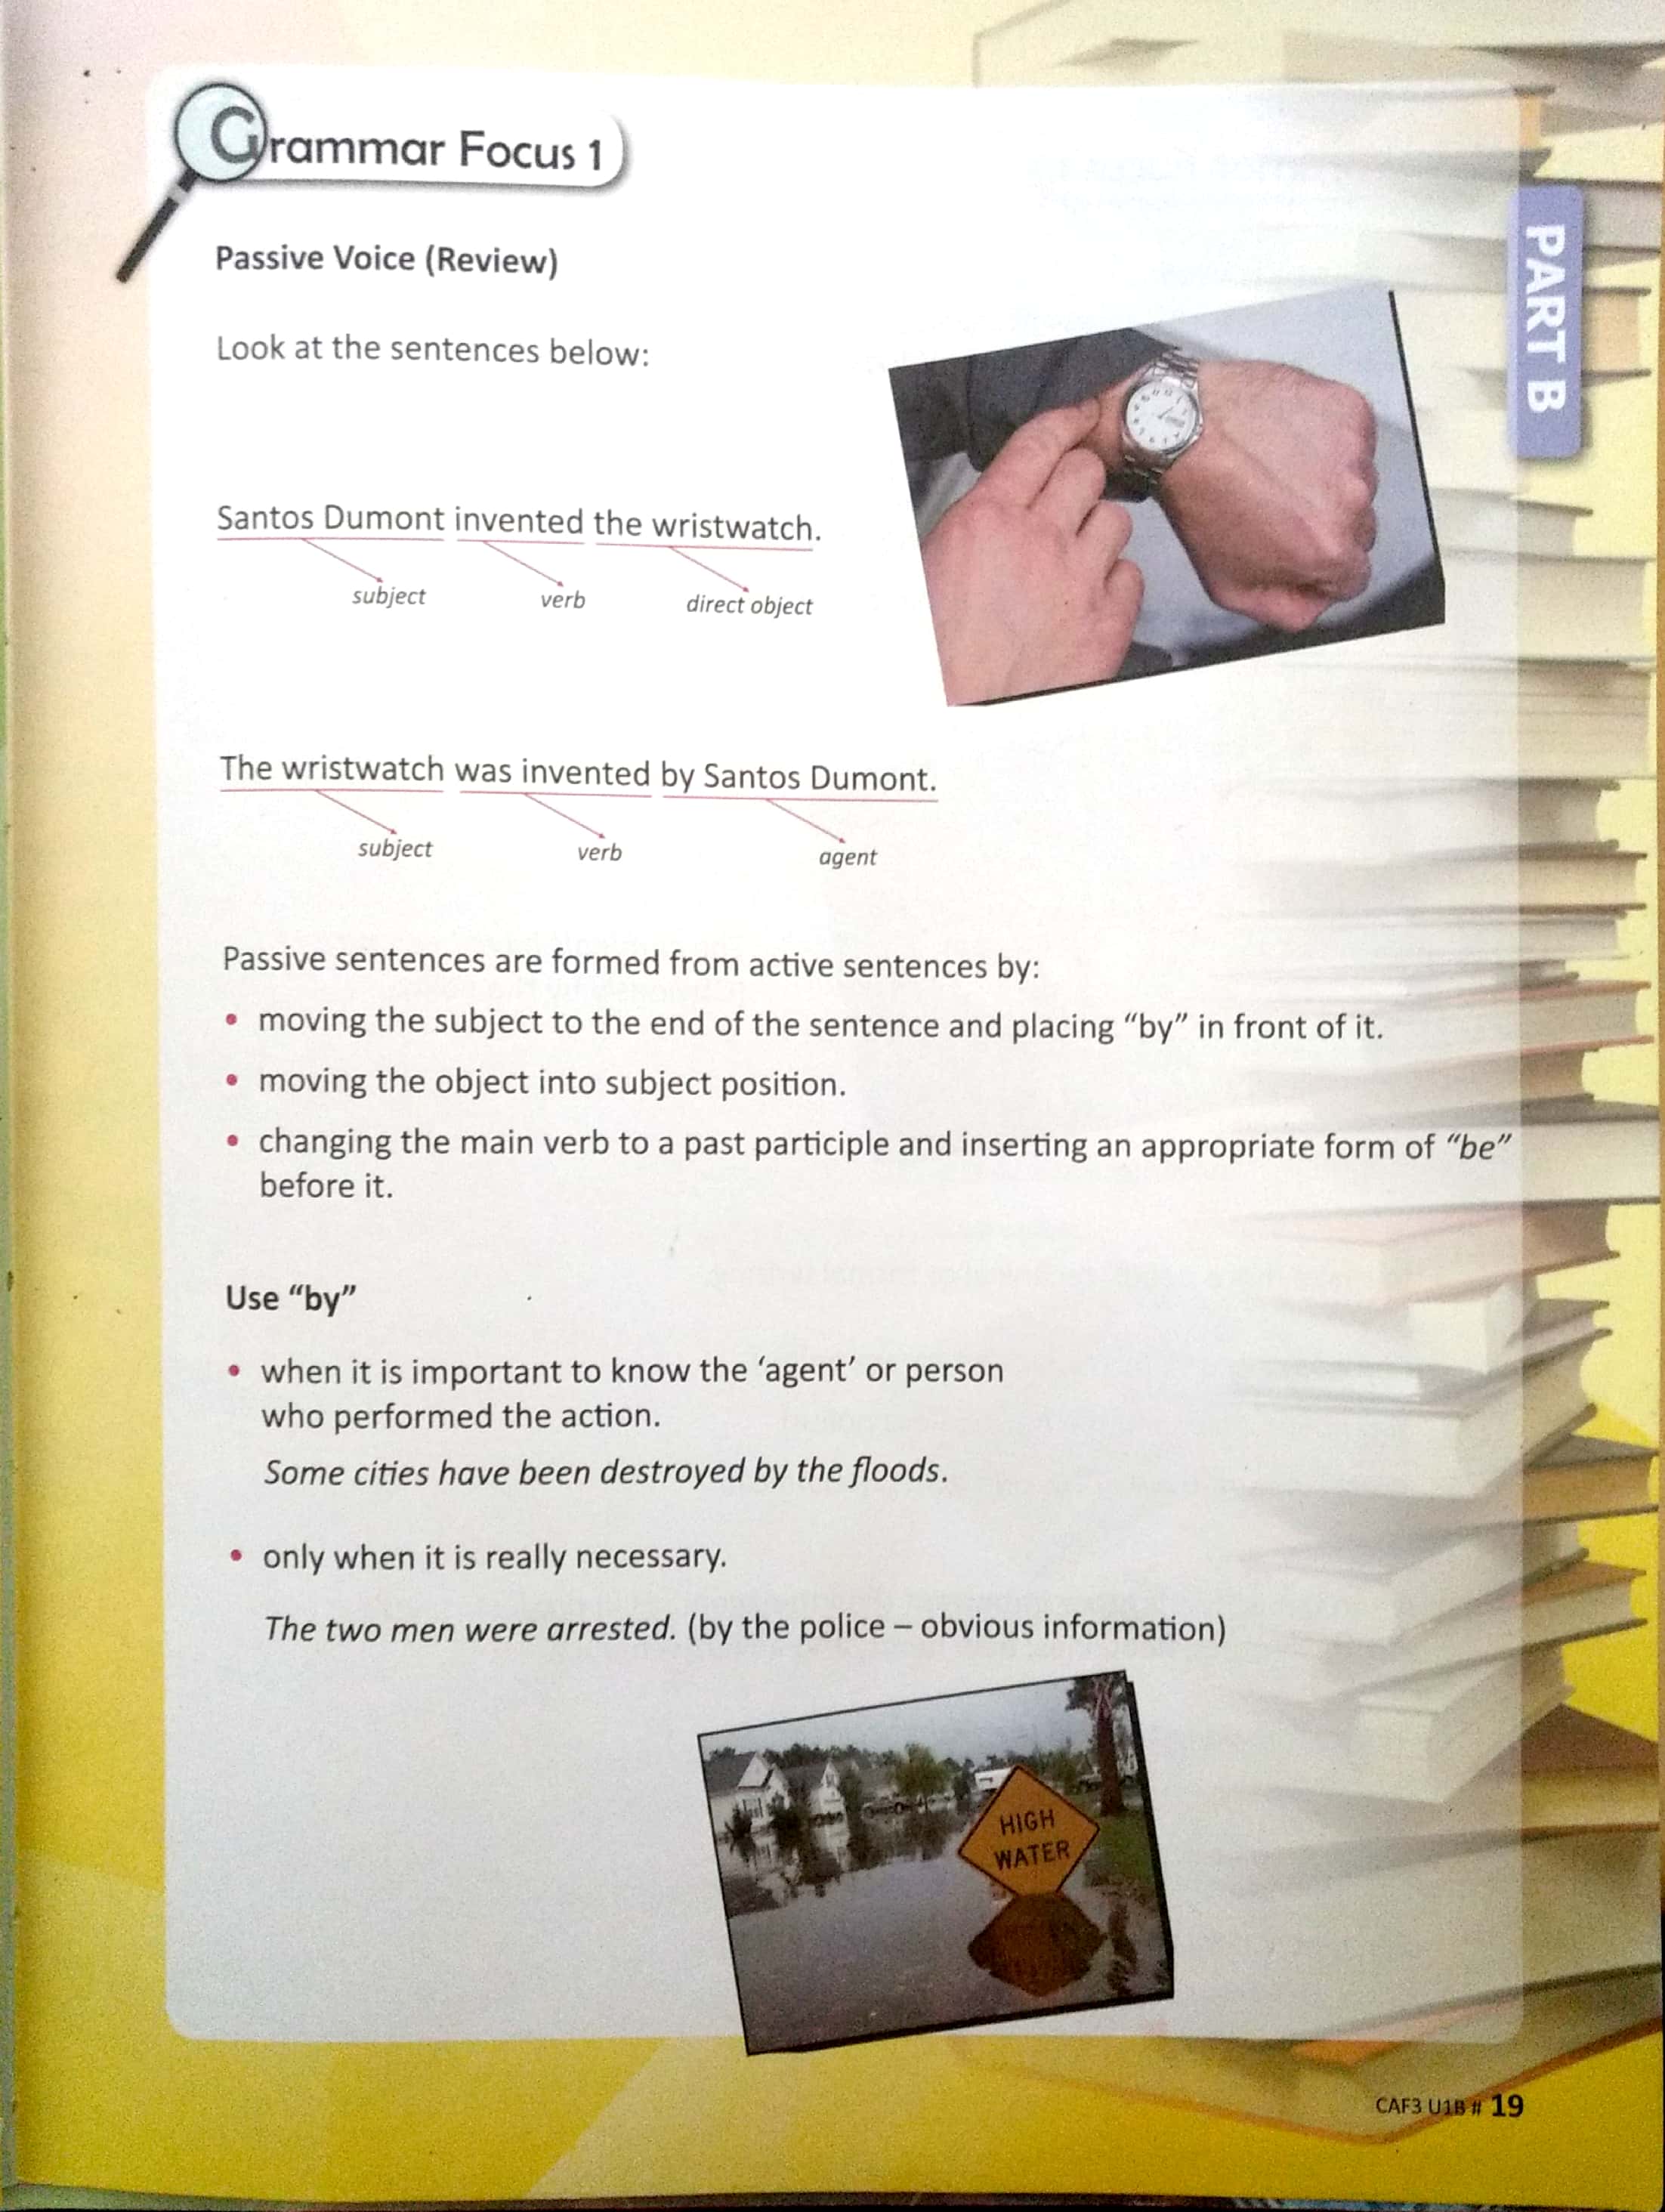 Grammar Focus 1
PART B
Passive Voice (Review)
Look at the sentences below:
Santos Dumont invented the wristwatch.
subject verb direct object
The wristwatch was invented by Santos Dumont.
subject verb agent
Passive sentences are formed from active sentences by:
• moving the subject to the end of the sentence and placing “by” in front of it.
• moving the object into subject position.
• changing the main verb to a past participle and inserting an appropriate form of “be”
before it.
Use “by”
• when it is important to know the ‘agent’ or person
who performed the action.
Some cities have been destroyed by the floods.
• only when it is really necessary.
The two men were arrested. (by the police – obvious information)
HIGH
WATER
CAF3 U1B # 19